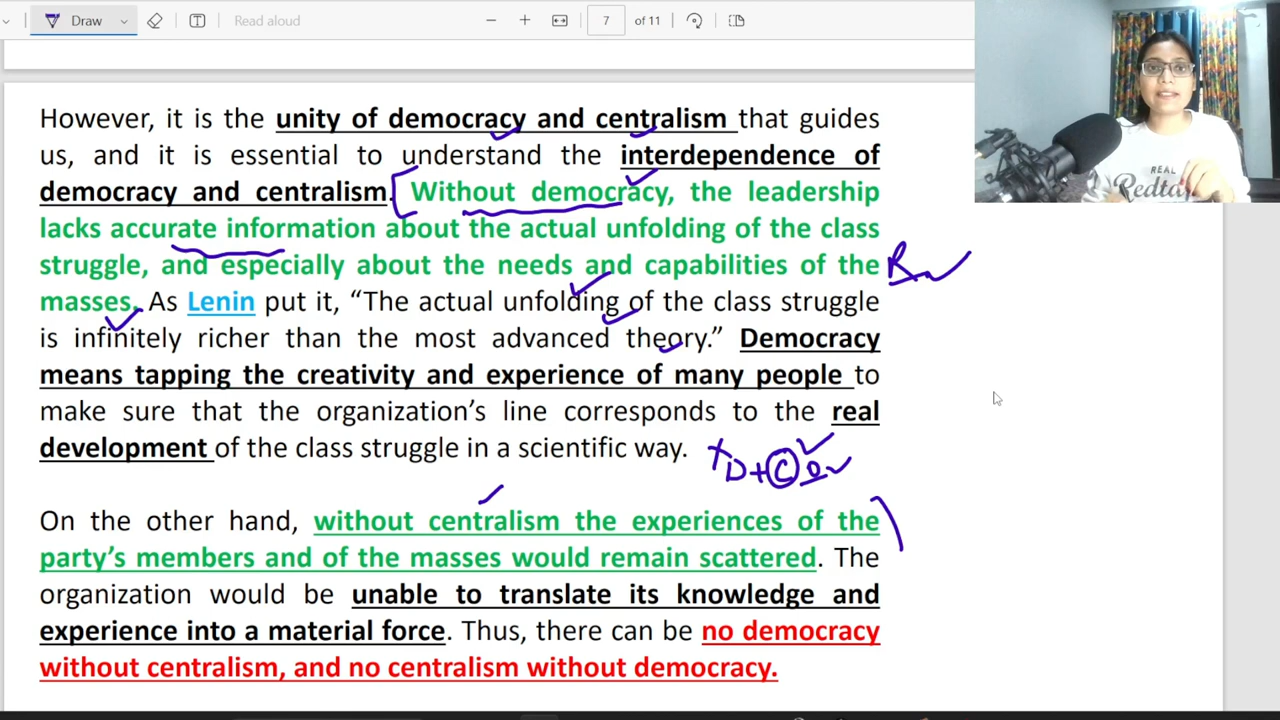 Draw
Read aloud
7
of 11
However, it is the unity of democracy and centralism that guides
us, and it is essential to understand the interdependence of
democracy and centralism. Without democracy, the leadership
lacks accurate information about the actual unfolding of the class
struggle, and especially about the needs and capabilities of the
masses. As Lenin put it, “The actual unfolding of the class struggle
is infinitely richer than the most advanced theory.” Democracy
means tapping the creativity and experience of many people to
make sure that the organization’s line corresponds to the real
development of the class struggle in a scientific way.
D+C
On the other hand, without centralism the experiences of the
party’s members and of the masses would remain scattered. The
organization would be unable to translate its knowledge and
experience into a material force. Thus, there can be no democracy
without centralism, and no centralism without democracy.
REAL
Redta